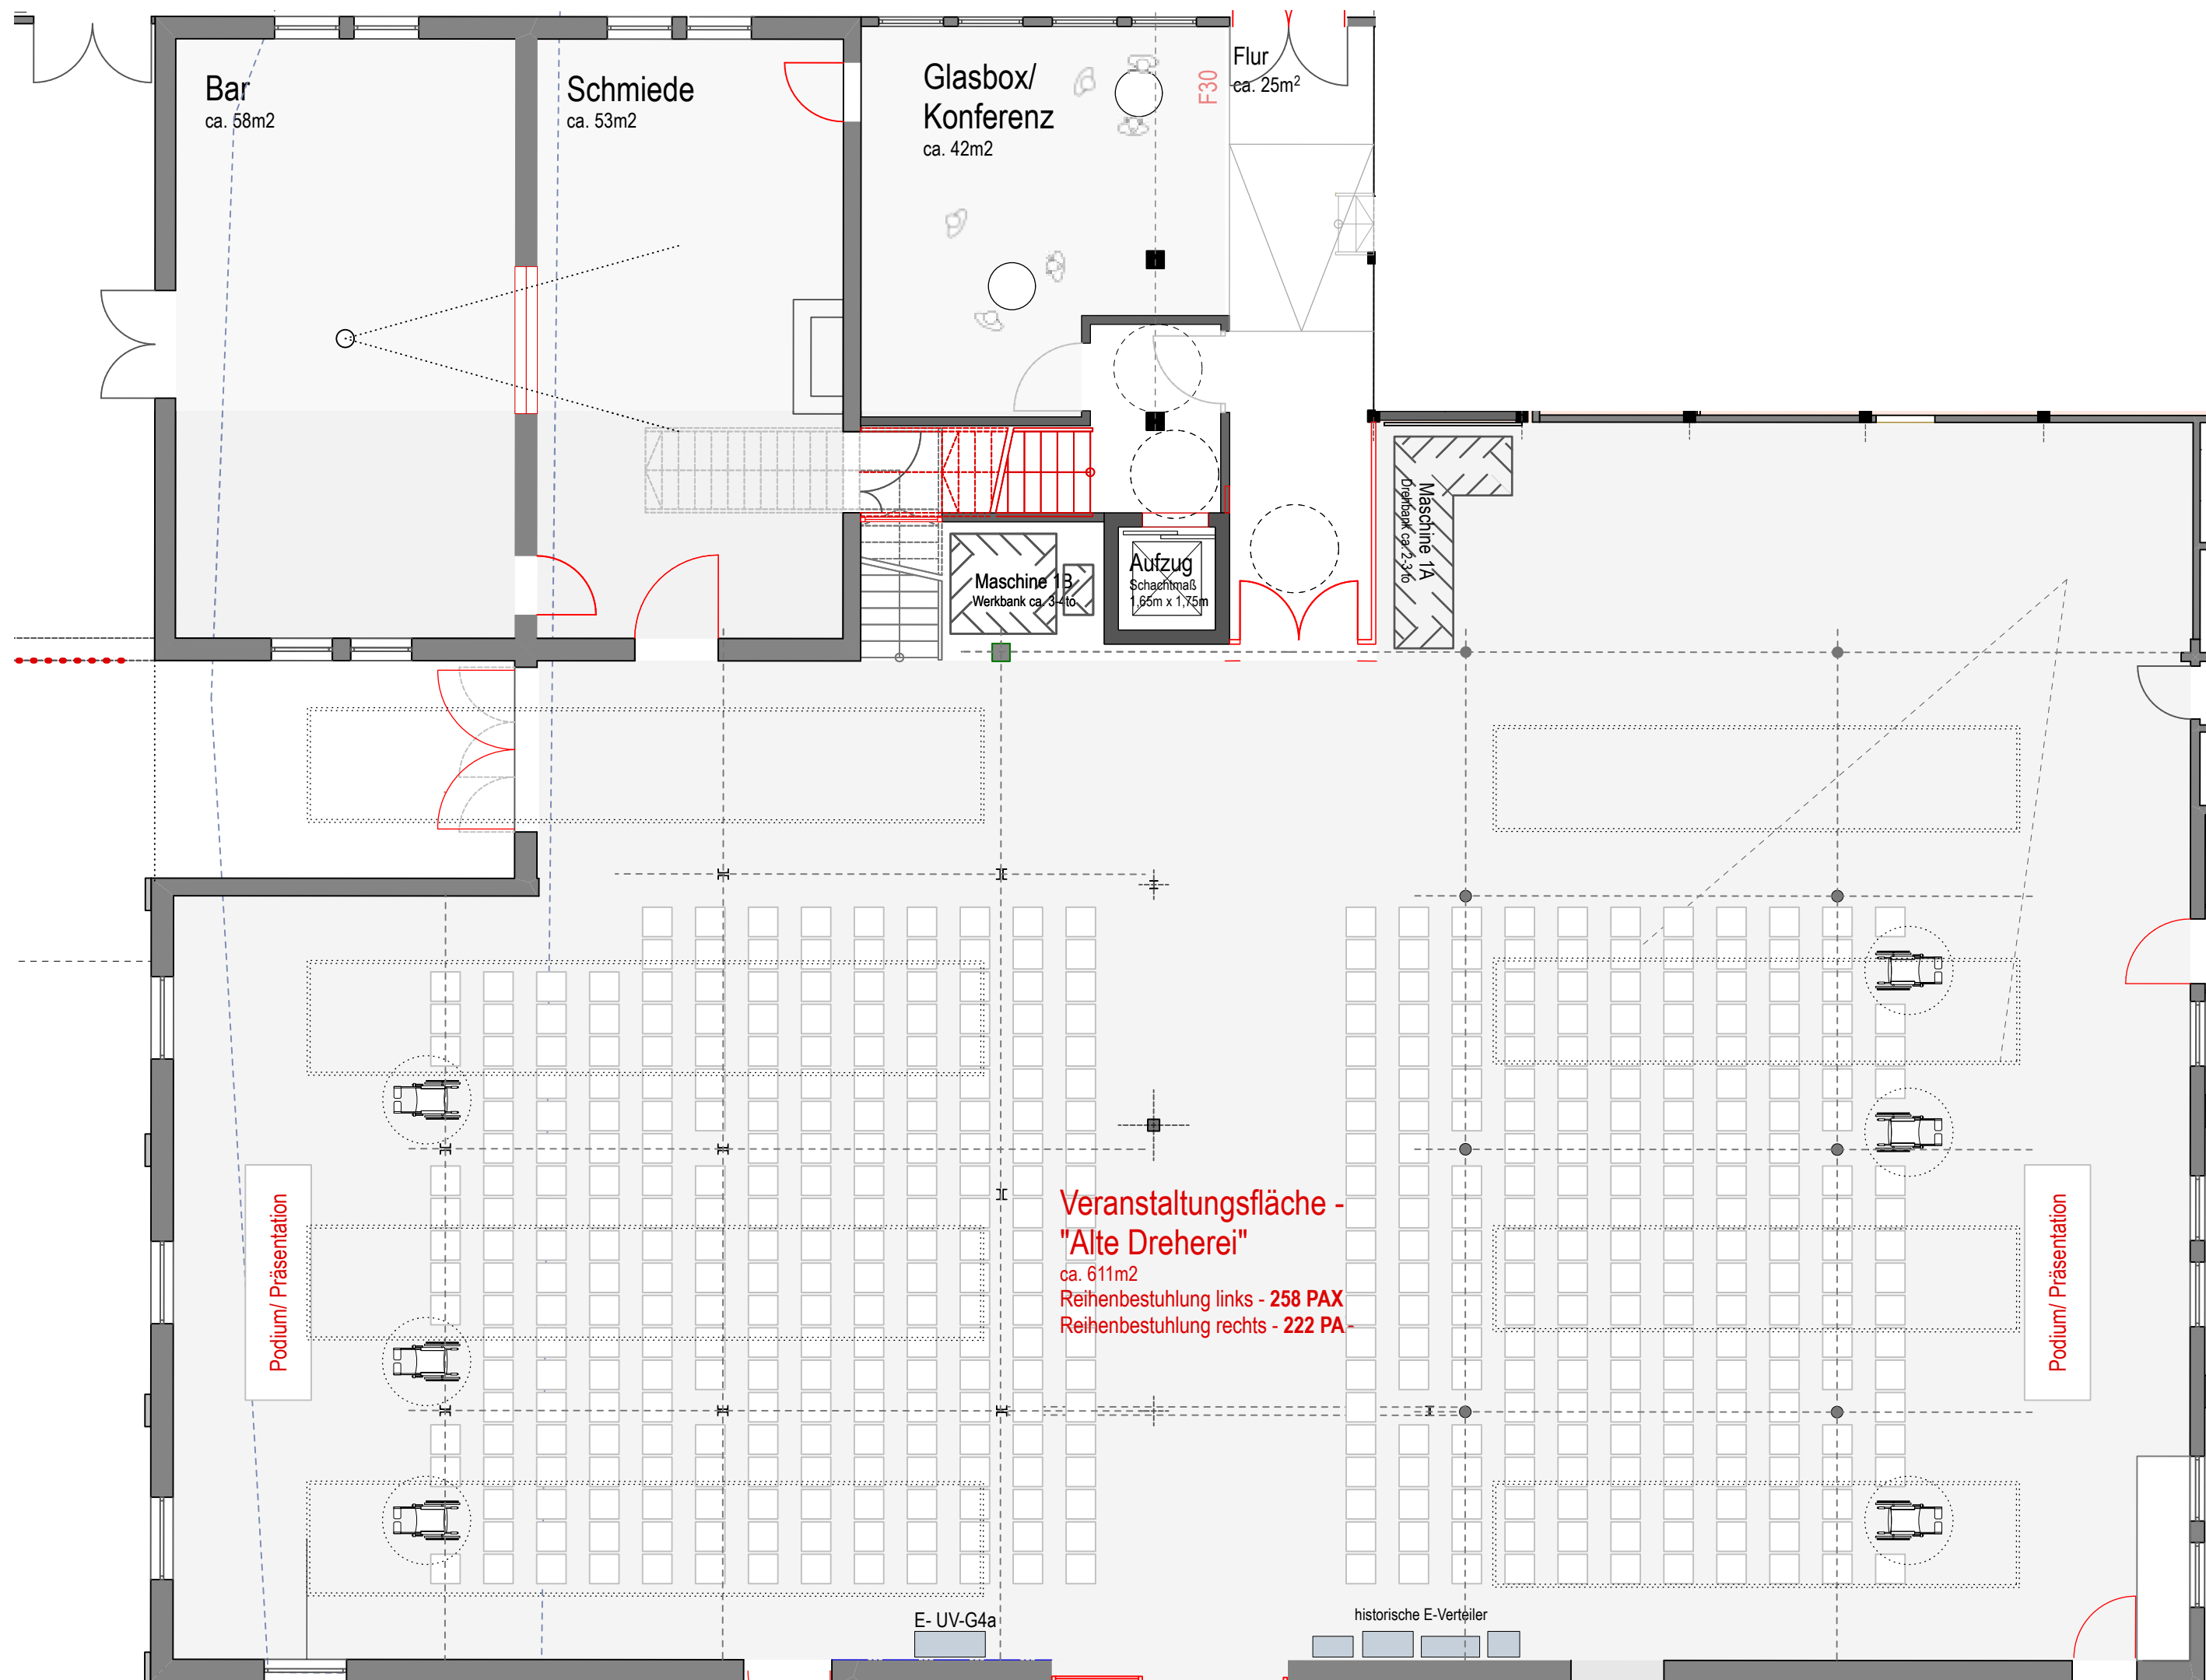 Bar
ca. 58m2
Schmiede
ca. 53m2
Glasbox/
Konferenz
ca. 42m2
F30
Flur
ca. 25m²
Maschine 1A
Drehbank ca. 2-3 to
Maschine 1B
Werkbank ca. 3-4to
Aufzug
Schachtmaß
1,65m x 1,75m
Podium/ Präsentation
Veranstaltungsfläche -
"Alte Dreherei"
ca. 611m2
Reihenbestuhlung links - 258 PAX
Reihenbestuhlung rechts - 222 PA -
Podium/ Präsentation
E- UV-G4a
historische E-Verteiler